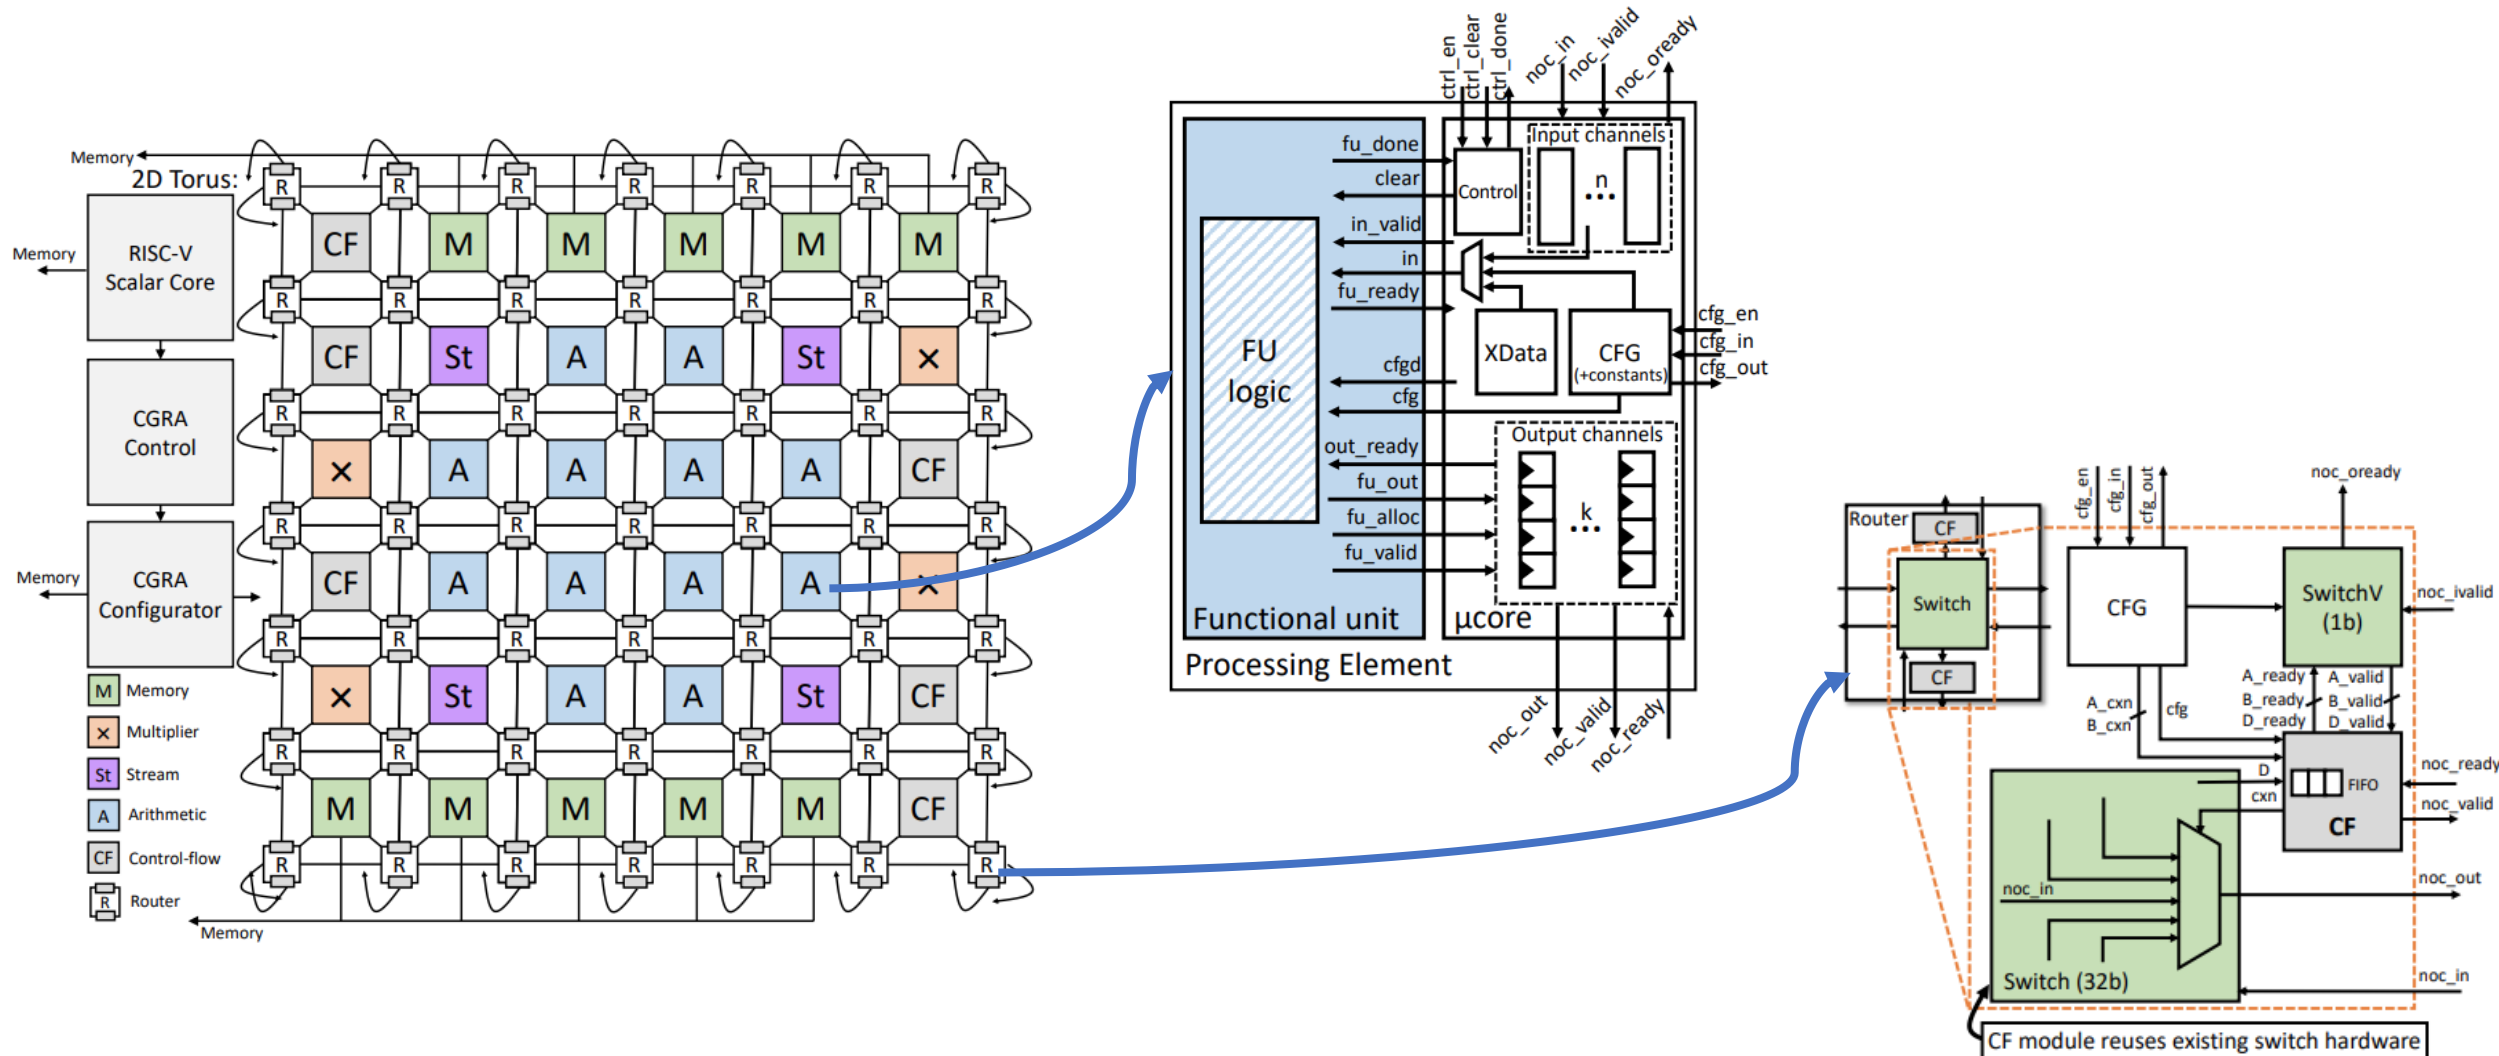 Memory
2D Torus:
R R R R R R R
RISC-V
Scalar Core
Memory
CF M M M M M
R R R R R R R
CF St A A St ×
CGRA
Control
R R R R R R R
× A A A A CF
R R R R R R R
CGRA
Configurator
Memory
CF A A A A ×
R R R R R R R
× St A A St CF
R R R R R R R
M M M M M CF
R R R R R R R
Memory
M Memory
× Multiplier
St Stream
A Arithmetic
CF Control-flow
R Router
ctrl_en
ctrl_clear
ctrl_done
noc_in
noc_ivalid
noc_oready
fu_done
clear
in_valid
in
fu_ready
cfgd
cfg
out_ready
fu_out
fu_alloc
fu_valid
FU
logic
Functional unit
Control
Input channels
n
...
XData
CFG
(+constants)
cfg_en
cfg_in
cfg_out
Output channels
k
...
μcore
Processing Element
noc_out
noc_valid
noc_ready
Router
CF
Switch
CF
cfg_en
cfg_in
cfg_out
noc_oready
CFG
SwitchV
(1b)
noc_ivalid
A_ready A_valid
B_ready B_valid
D_ready D_valid
A_cxn
B_cxn
cfg
D
cxn
FIFO
CF
noc_ready
noc_valid
noc_in
noc_out
Switch (32b)
noc_in
CF module reuses existing switch hardware